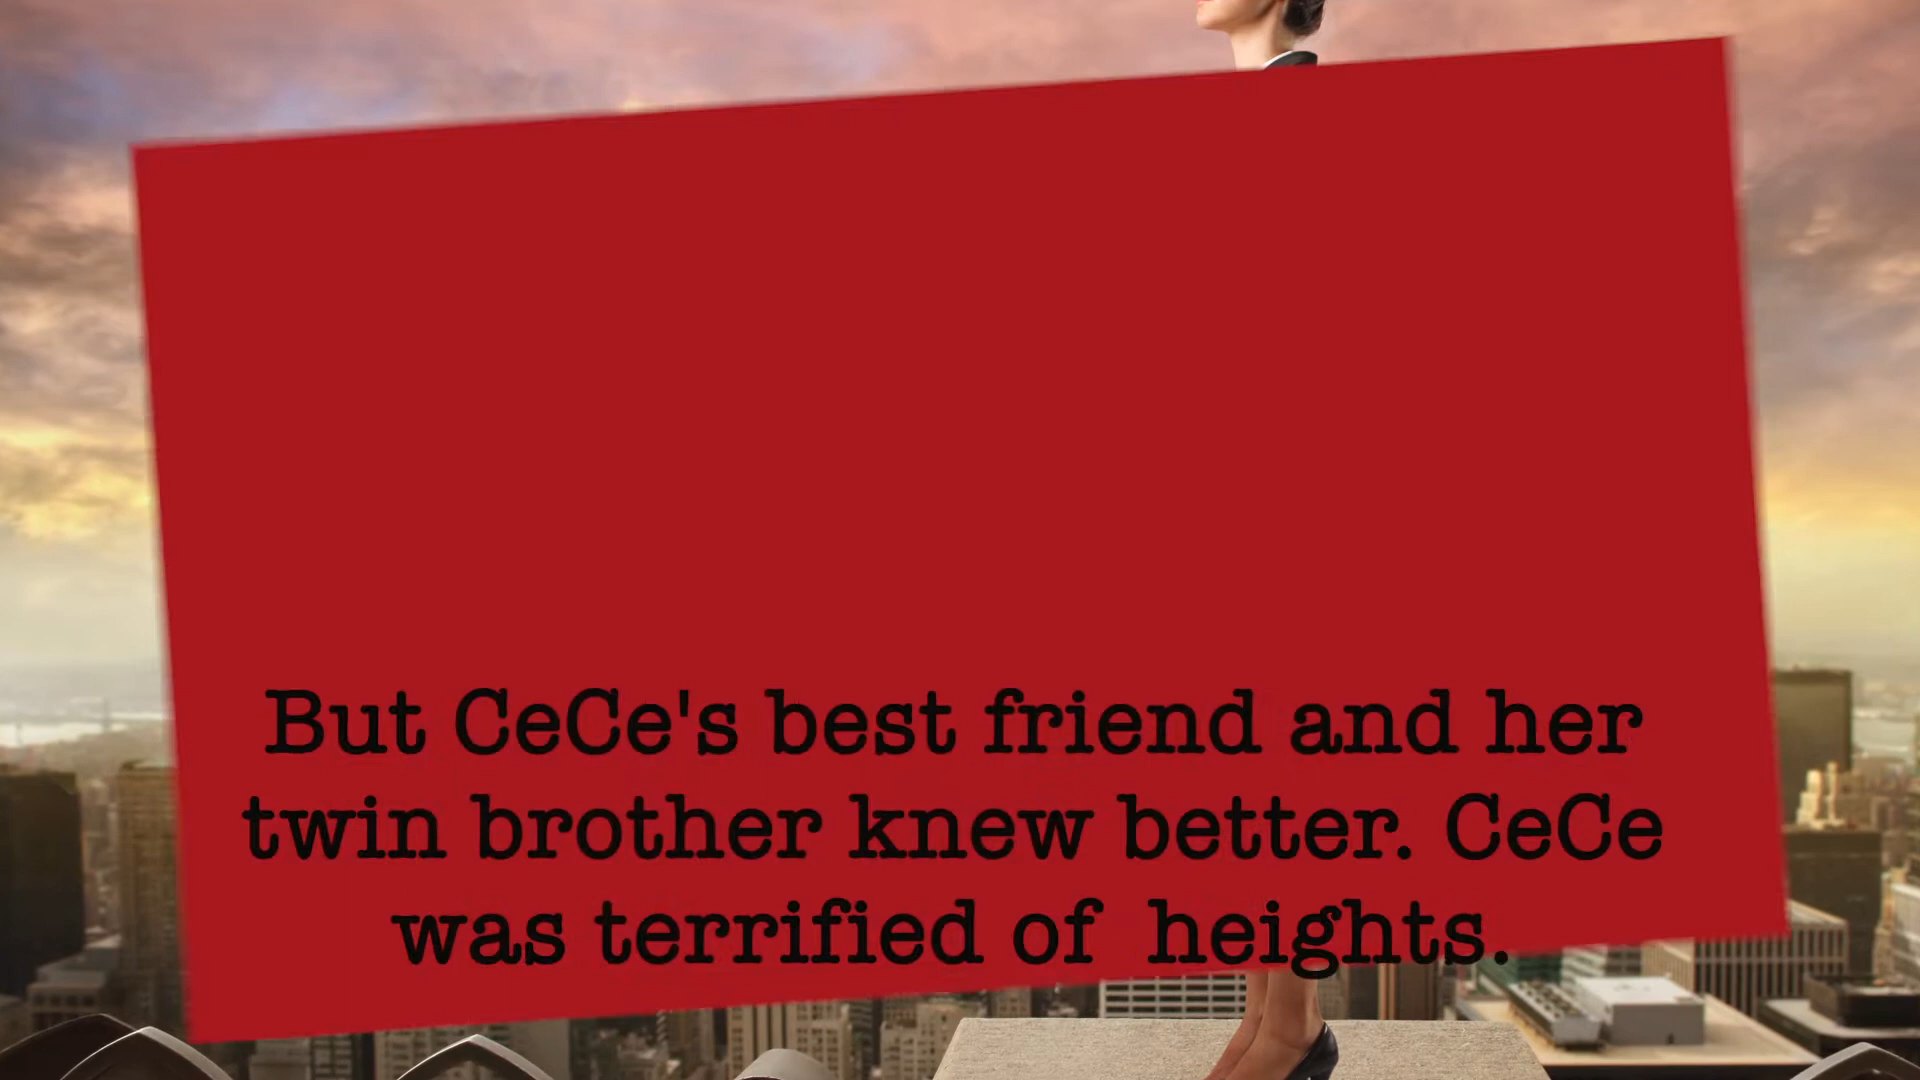 But CeCe's best friend and her
twin brother knew better. CeCe
was terrified of  heights.